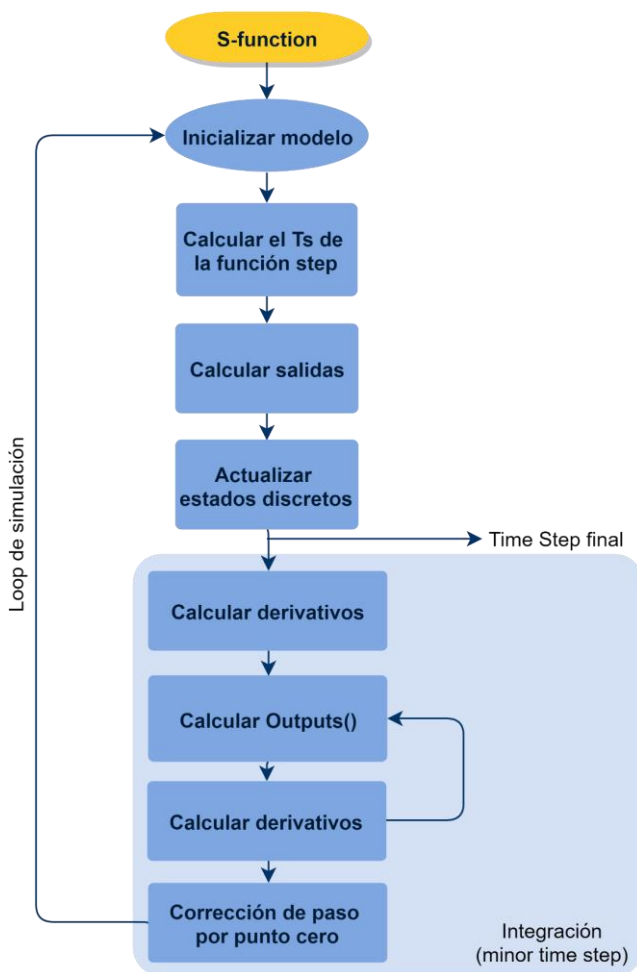 S-function
Inicializar modelo
Calcular el Ts de
la función step
Calcular salidas
Actualizar
estados discretos
Time Step final
Loop de simulación
Calcular derivativos
Calcular Outputs()
Calcular derivativos
Corrección de paso
por punto cero
Integración
(minor time step)